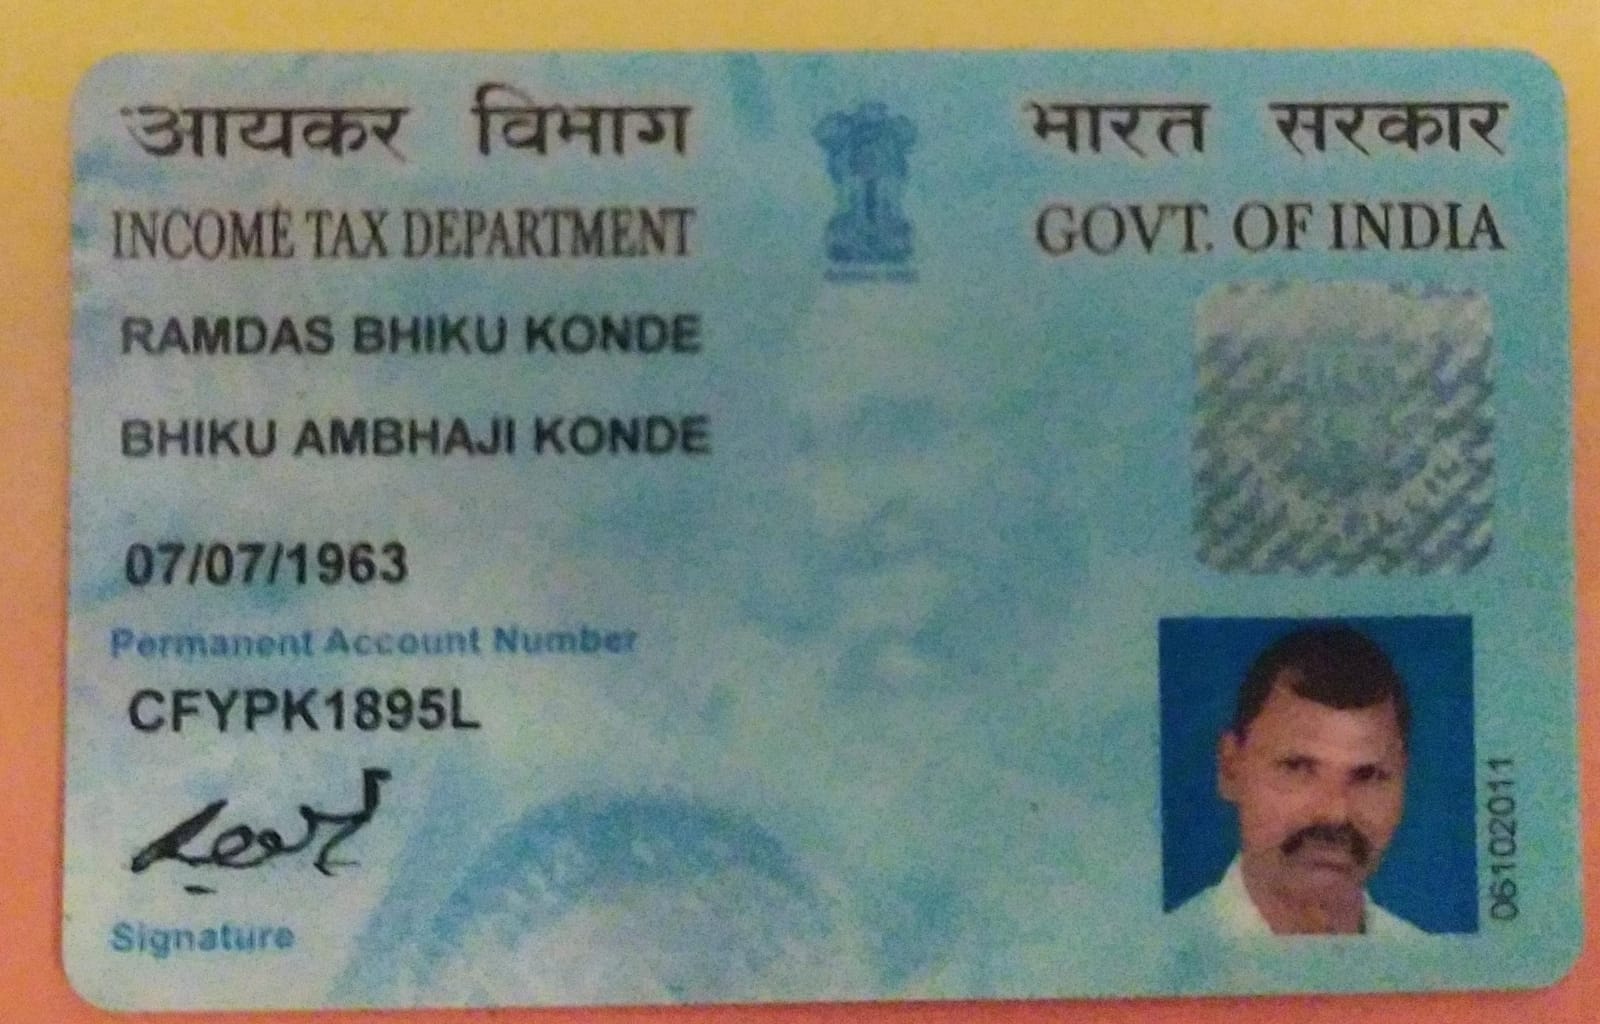 आयकर विभाग
INCOME TAX DEPARTMENT
भारत सरकार
GOVT. OF INDIA
RAMDAS BHIKU KONDE
BHIKU AMBHAJI KONDE
07/07/1963
Permanent Account Number
CFYPK1895L
Signature
06102011